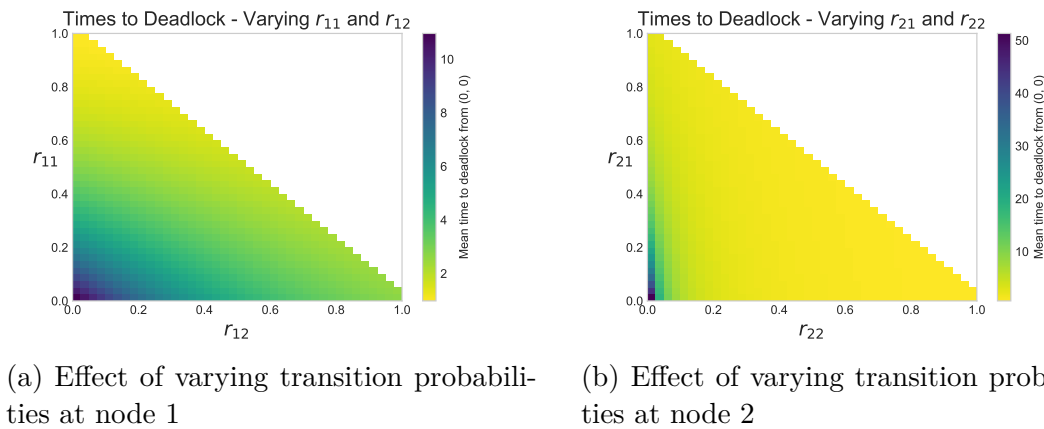 Times to Deadlock - Varying r₁₁ and r₁₂
1.0
0.8
0.6
0.4
0.2
0.0
r₁₁
0.0 0.2 0.4 0.6 0.8 1.0
r₁₂
10
8
6
4
2
Mean time to deadlock from (0, 0)
(a) Effect of varying transition probabili-
ties at node 1
Times to Deadlock - Varying r₂₁ and r₂₂
1.0
0.8
0.6
0.4
0.2
0.0
r₂₁
0.0 0.2 0.4 0.6 0.8 1.0
r₂₂
50
40
30
20
10
Mean time to deadlock from (0, 0)
(b) Effect of varying transition prob
ties at node 2